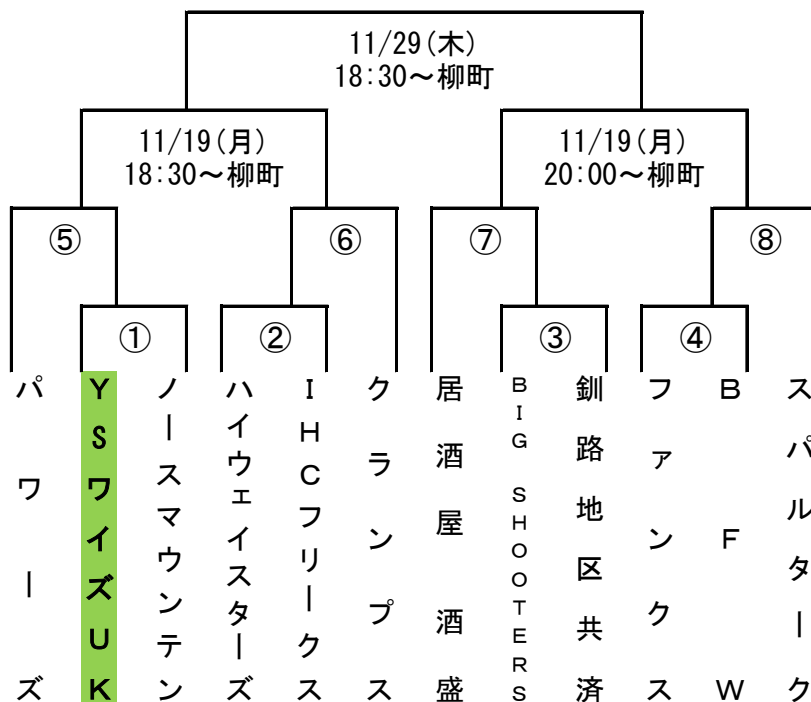 11/29(木)
18:30～柳町
11/19(月)
18:30～柳町
11/19(月)
20:00～柳町
⑤
⑥
⑦
⑧
①
②
③
④
パワーズ
YSワイズUK
ノースマウンテン
ハイウェイスターズ
IHCフリークス
クランプス
居酒屋 酒盛
BIG SHOOTERS
釧路地区共済
ファンクス
BFW
スパルターク